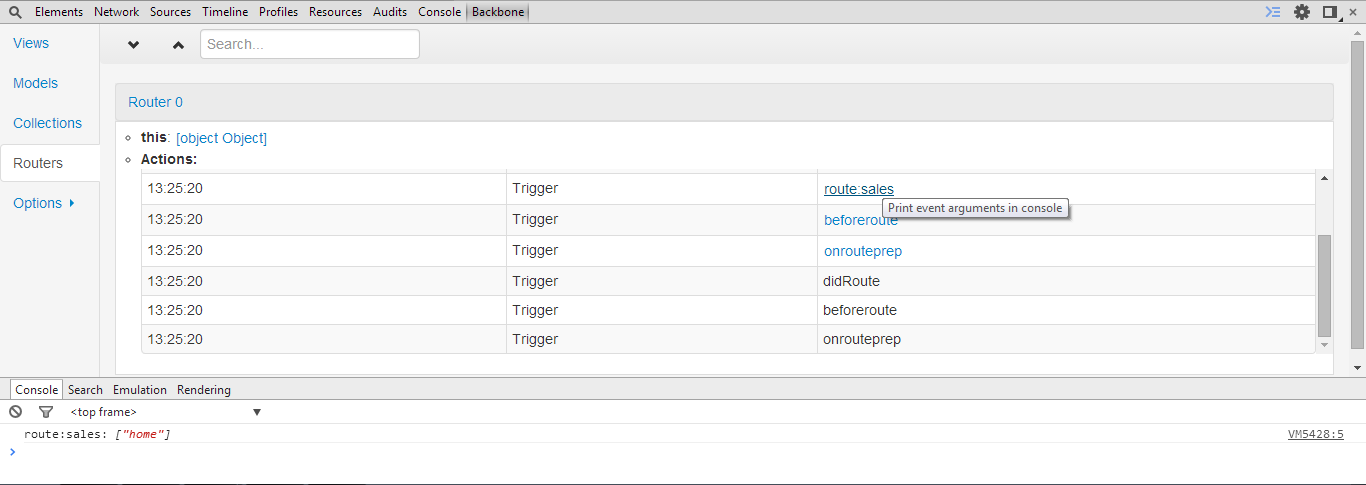 Elements Network Sources Timeline Profiles Resources Audits Console Backbone
Views
Search...
Models
Router 0
Collections
this: [object Object]
Routers
Actions:
13:25:20 Trigger route:sales
Options
Print event arguments in console
13:25:20 Trigger beforeroute
13:25:20 Trigger onrouteprep
13:25:20 Trigger didRoute
13:25:20 Trigger beforeroute
13:25:20 Trigger onrouteprep
Console Search Emulation Rendering
<top frame>
route:sales: ["home"] VM5428:5